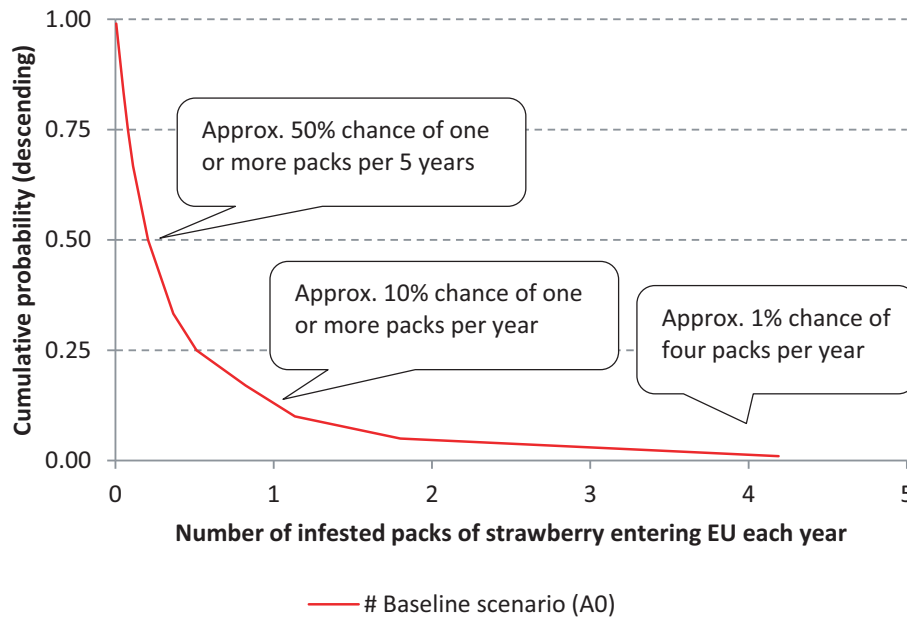 Cumulative probability (descending)
1.00
0.75
0.50
0.25
0.00
Approx. 50% chance of one
or more packs per 5 years
Approx. 10% chance of one
or more packs per year
Approx. 1% chance of
four packs per year
0 1 2 3 4 5
Number of infested packs of strawberry entering EU each year
# Baseline scenario (A0)